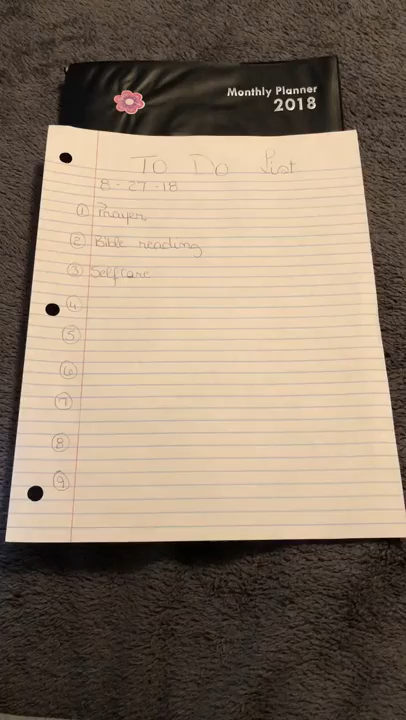 Monthly Planner
2018
To Do List
8-27-18
① Prayer
② Bible reading
③ Selfcare
④
⑤
⑥
⑦
⑧
⑨